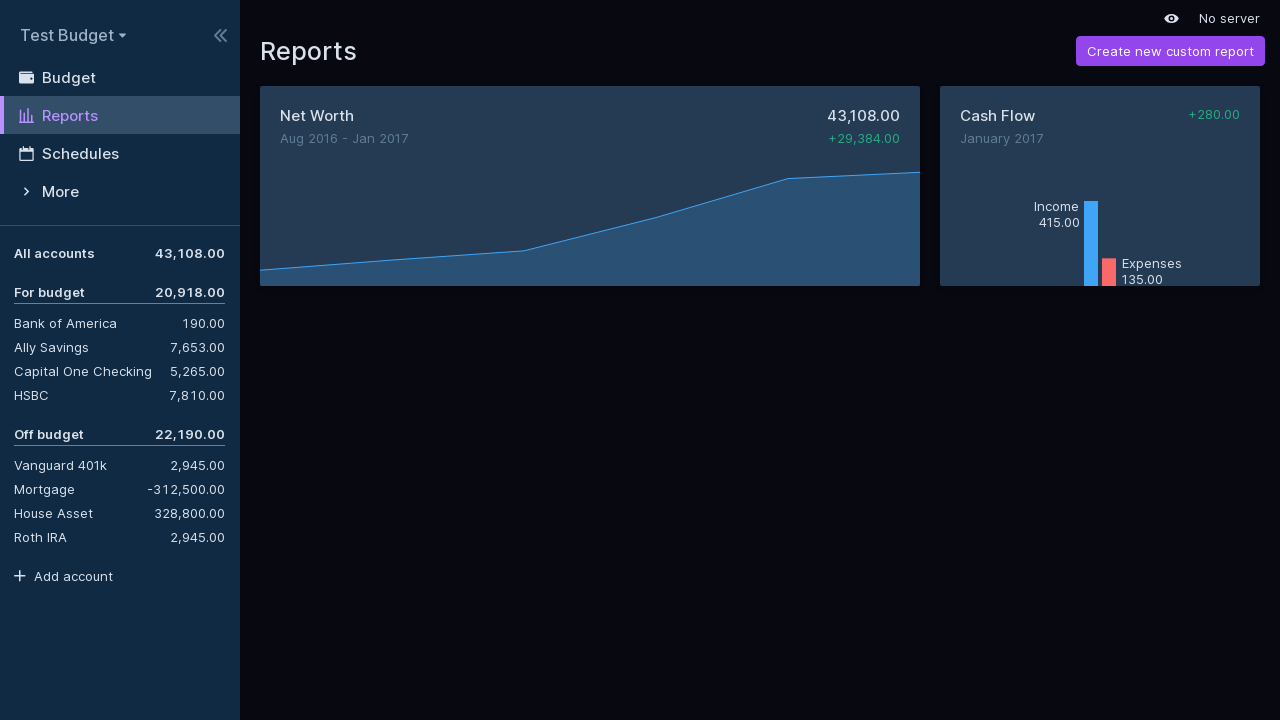 Test Budget
Budget
Reports
Schedules
More
All accounts 43,108.00
For budget 20,918.00
Bank of America 190.00
Ally Savings 7,653.00
Capital One Checking 5,265.00
HSBC 7,810.00
Off budget 22,190.00
Vanguard 401k 2,945.00
Mortgage -312,500.00
House Asset 328,800.00
Roth IRA 2,945.00
Add account
No server
Reports
Create new custom report
Net Worth 43,108.00
Aug 2016 - Jan 2017 +29,384.00
Cash Flow +280.00
January 2017
Income
415.00
Expenses
135.00